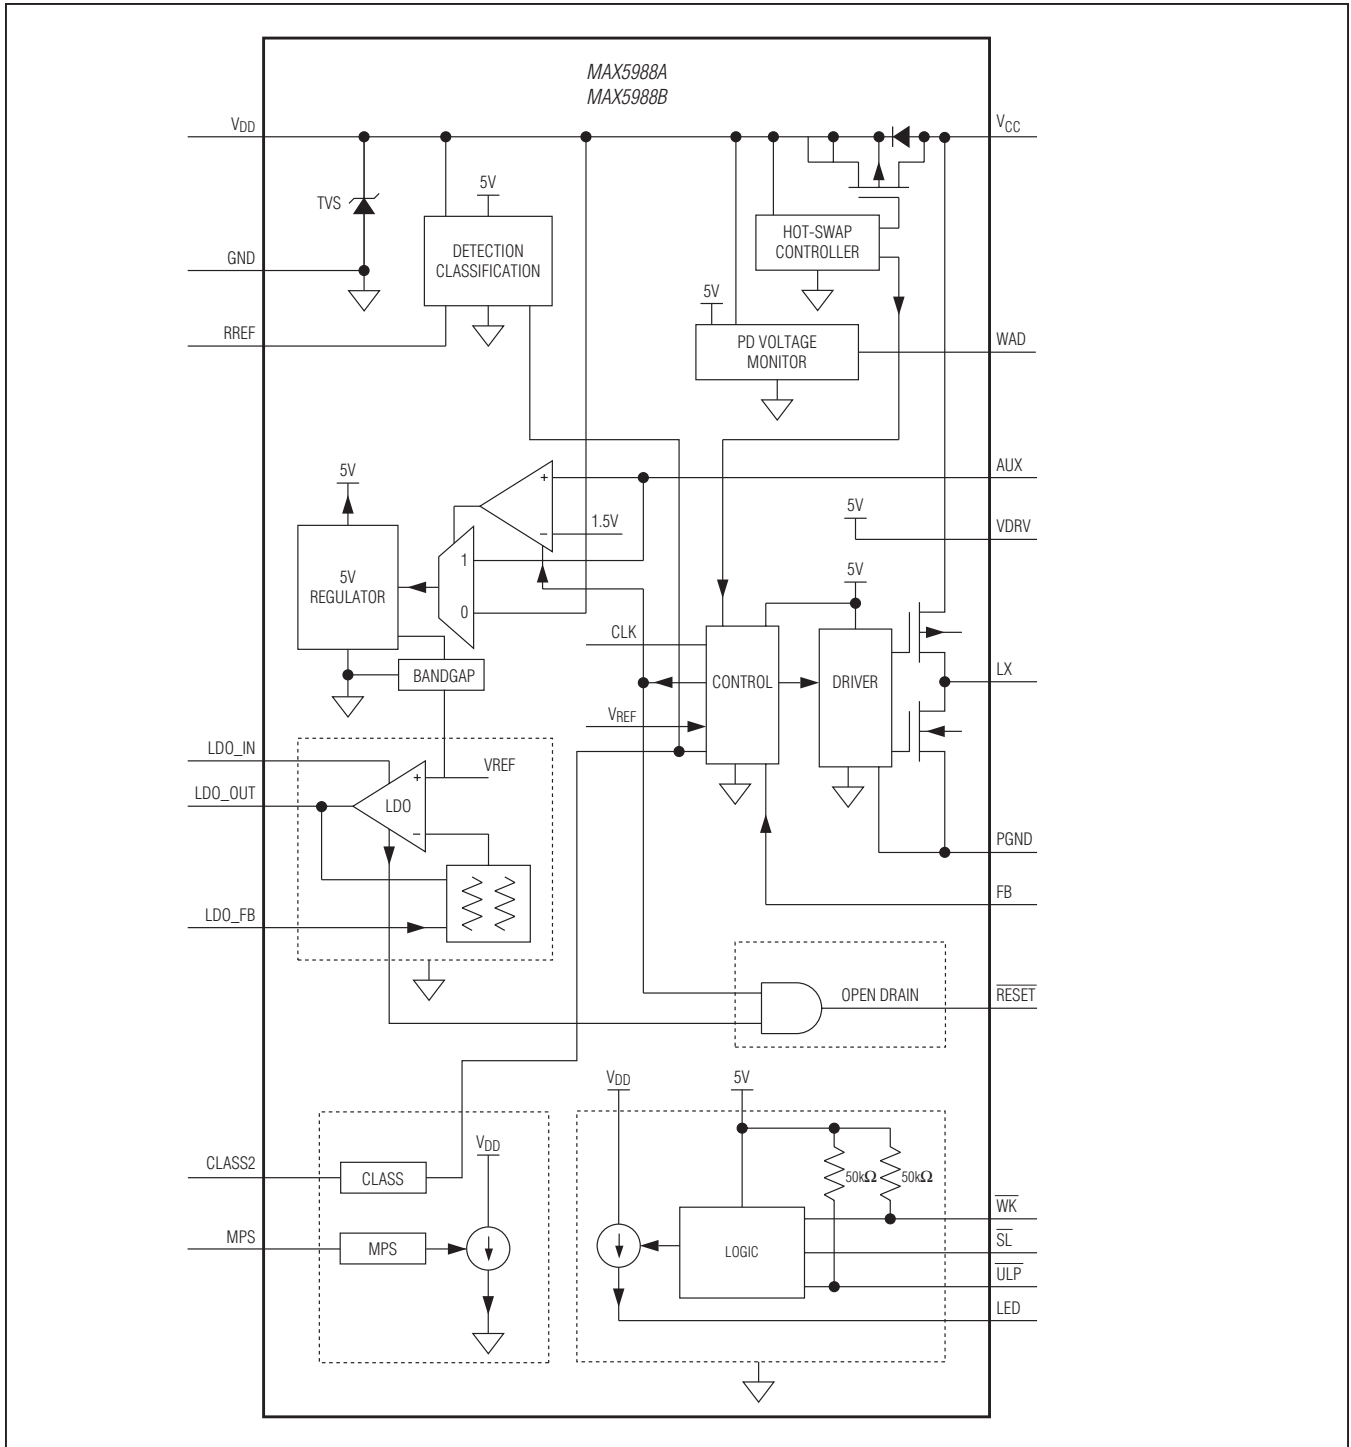 MAX5988A
MAX5988B
VDD
VCC
TVS
5V
DETECTION
CLASSIFICATION
HOT-SWAP
CONTROLLER
GND
5V
RREF
PD VOLTAGE
MONITOR
WAD
5V
+
AUX
−
1.5V
5V
VDRV
1
5V
REGULATOR
0
5V
CLK
BANDGAP
CONTROL
DRIVER
LX
VREF
LDO_IN
+
VREF
LDO_OUT
LDO
−
PGND
FB
LDO_FB
OPEN DRAIN
RESET
VDD
5V
CLASS2
CLASS
VDD
50kΩ
50kΩ
WK
MPS
MPS
LOGIC
SL
ULP
LED